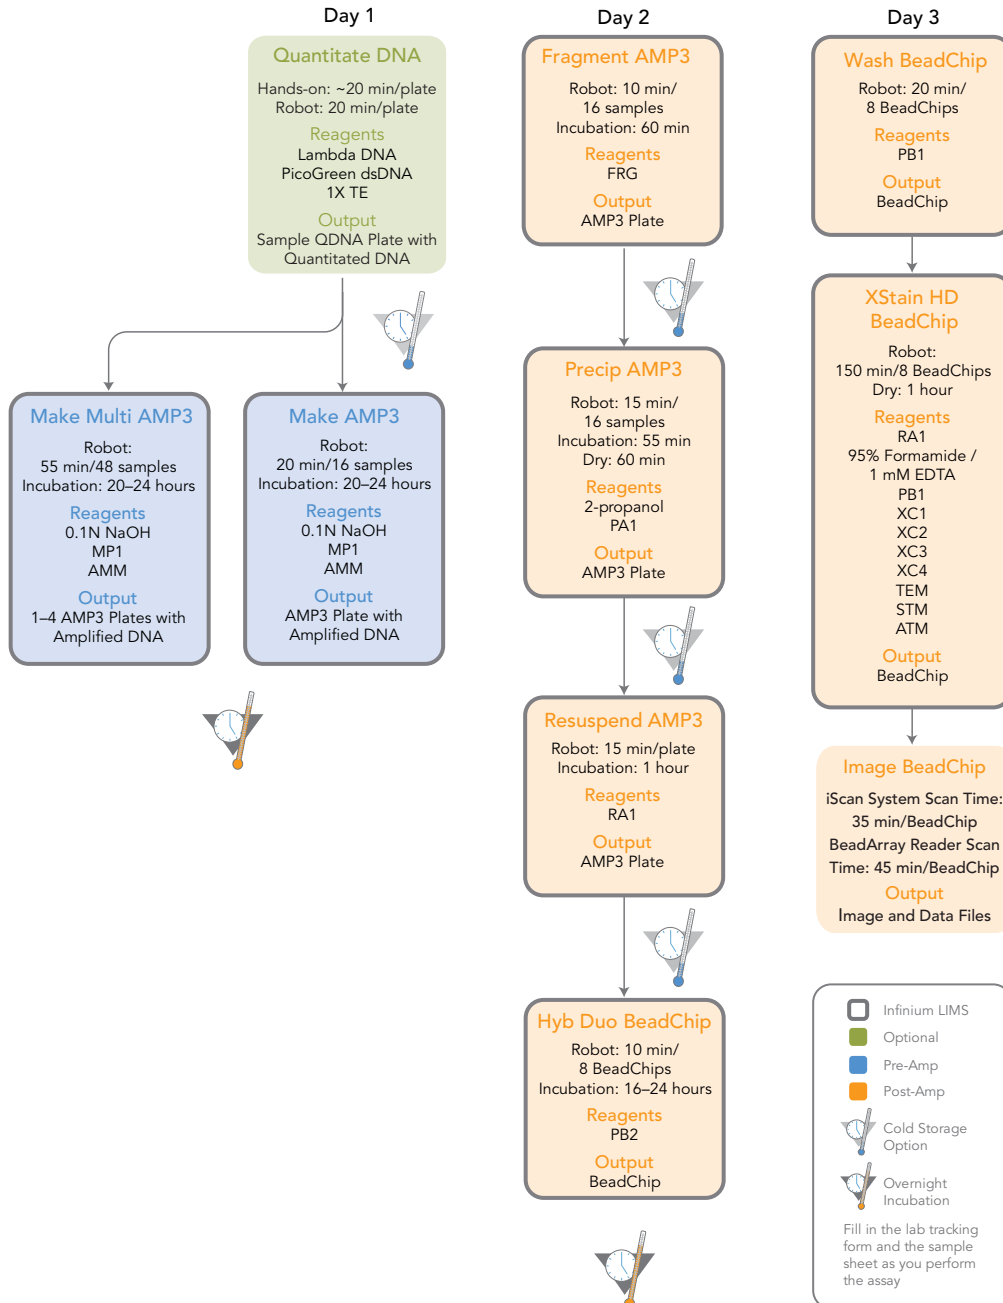 Day 1
Quantitate DNA
Hands-on: ~20 min/plate
Robot: 20 min/plate
Reagents
Lambda DNA
PicoGreen dsDNA
1X TE
Output
Sample QDNA Plate with
Quantitated DNA
Make Multi AMP3
Robot:
55 min/48 samples
Incubation: 20–24 hours
Reagents
0.1N NaOH
MP1
AMM
Output
1–4 AMP3 Plates with
Amplified DNA
Make AMP3
Robot:
20 min/16 samples
Incubation: 20–24 hours
Reagents
0.1N NaOH
MP1
AMM
Output
AMP3 Plate with
Amplified DNA
Day 2
Fragment AMP3
Robot: 10 min/
16 samples
Incubation: 60 min
Reagents
FRG
Output
AMP3 Plate
Precip AMP3
Robot: 15 min/
16 samples
Incubation: 55 min
Dry: 60 min
Reagents
2-propanol
PA1
Output
AMP3 Plate
Resuspend AMP3
Robot: 15 min/plate
Incubation: 1 hour
Reagents
RA1
Output
AMP3 Plate
Hyb Duo BeadChip
Robot: 10 min/
8 BeadChips
Incubation: 16–24 hours
Reagents
PB2
Output
BeadChip
Day 3
Wash BeadChip
Robot: 20 min/
8 BeadChips
Reagents
PB1
Output
BeadChip
XStain HD
BeadChip
Robot:
150 min/8 BeadChips
Dry: 1 hour
Reagents
RA1
95% Formamide /
1 mM EDTA
PB1
XC1
XC2
XC3
XC4
TEM
STM
ATM
Output
BeadChip
Image BeadChip
iScan System Scan Time:
35 min/BeadChip
BeadArray Reader Scan
Time: 45 min/BeadChip
Output
Image and Data Files
Infinium LIMS
Optional
Pre-Amp
Post-Amp
Cold Storage
Option
Overnight
Incubation
Fill in the lab tracking
form and the sample
sheet as you perform
the assay